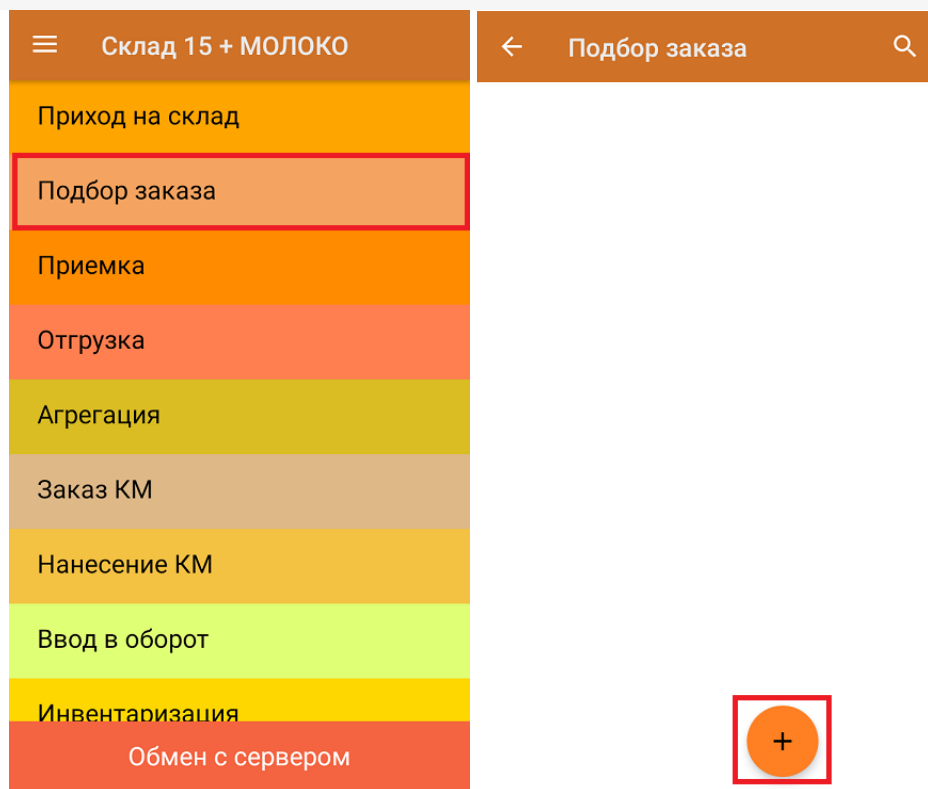 Склад 15 + МОЛОКО
Приход на склад
Подбор заказа
Приемка
Отгрузка
Агрегация
Заказ КМ
Нанесение КМ
Ввод в оборот
Инвентаризация
Обмен с сервером
Подбор заказа
+